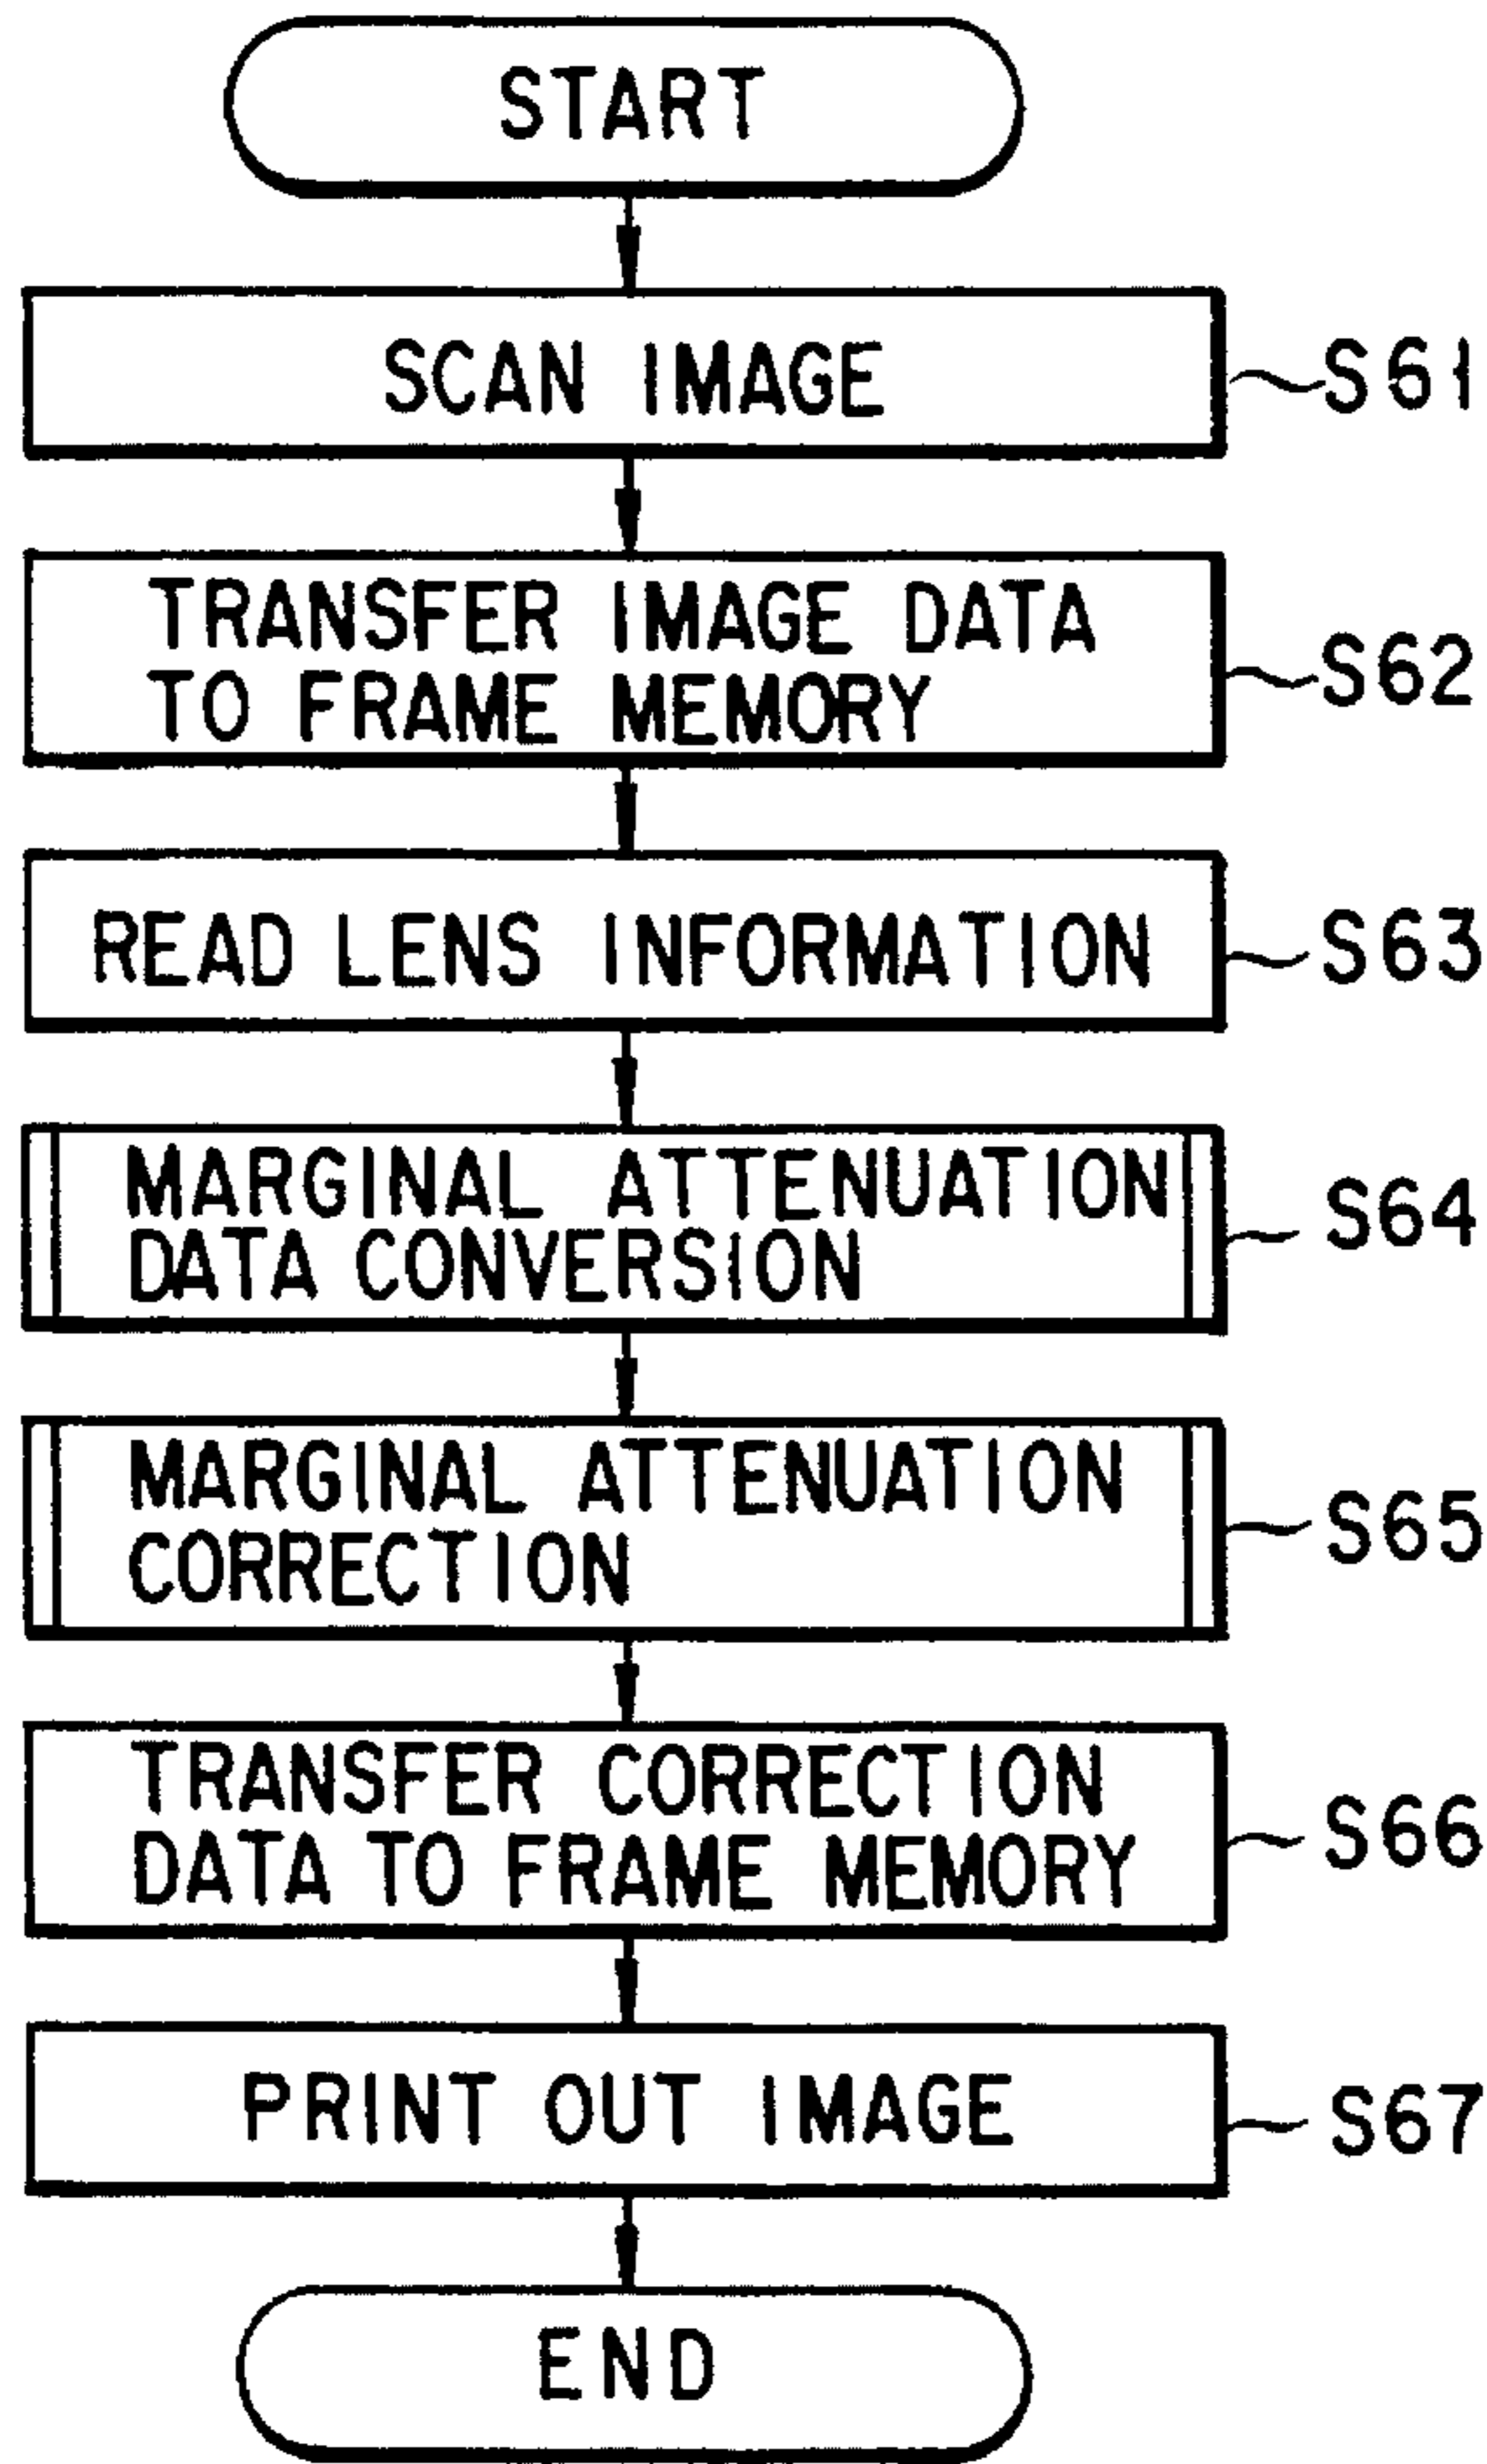 START
SCAN IMAGE
S61
TRANSFER IMAGE DATA
TO FRAME MEMORY
S62
READ LENS INFORMATION
S63
MARGINAL ATTENUATION
DATA CONVERSION
S64
MARGINAL ATTENUATION
CORRECTION
S65
TRANSFER CORRECTION
DATA TO FRAME MEMORY
S66
PRINT OUT IMAGE
S67
END